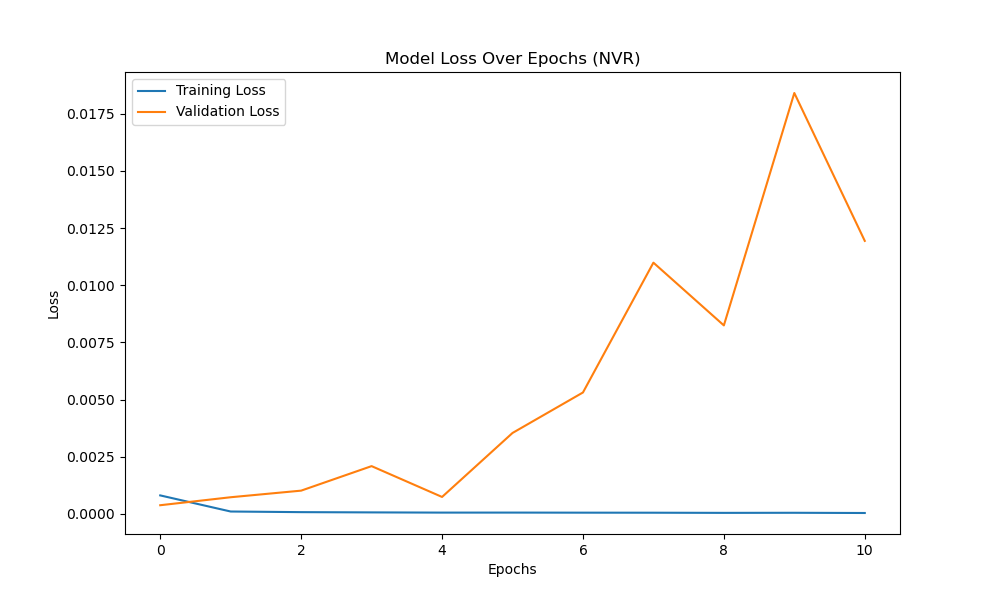 Model Loss Over Epochs (NVR)
Training Loss
Validation Loss
0.0175
0.0150
0.0125
0.0100
0.0075
0.0050
0.0025
0.0000
Loss
0 2 4 6 8 10
Epochs